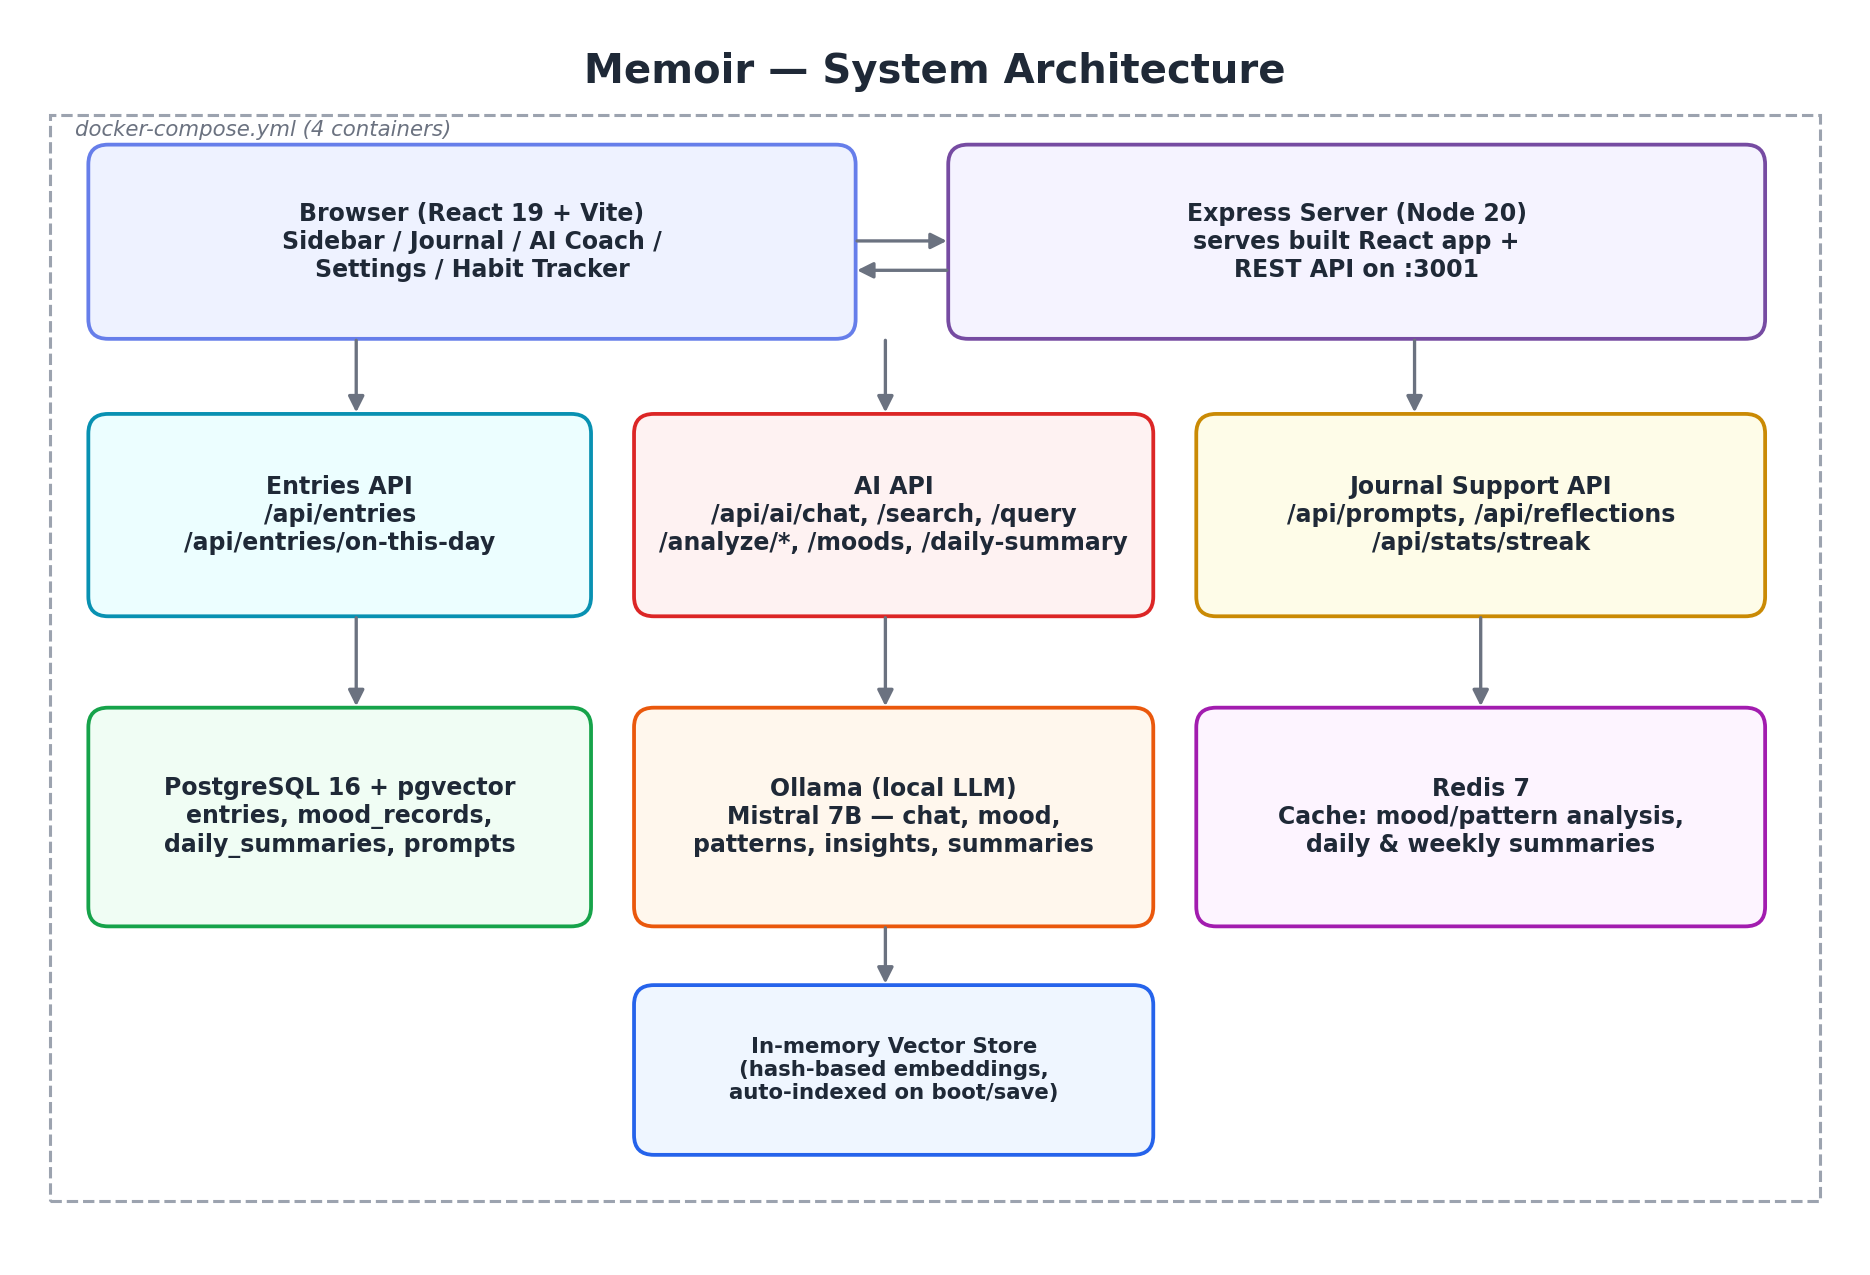 Memoir — System Architecture
docker-compose.yml (4 containers)
Browser (React 19 + Vite)
Sidebar / Journal / AI Coach /
Settings / Habit Tracker
Express Server (Node 20)
serves built React app +
REST API on :3001
Entries API
/api/entries
/api/entries/on-this-day
AI API
/api/ai/chat, /search, /query
/analyze/*, /moods, /daily-summary
Journal Support API
/api/prompts, /api/reflections
/api/stats/streak
PostgreSQL 16 + pgvector
entries, mood_records,
daily_summaries, prompts
Ollama (local LLM)
Mistral 7B — chat, mood,
patterns, insights, summaries
Redis 7
Cache: mood/pattern analysis,
daily & weekly summaries
In-memory Vector Store
(hash-based embeddings,
auto-indexed on boot/save)